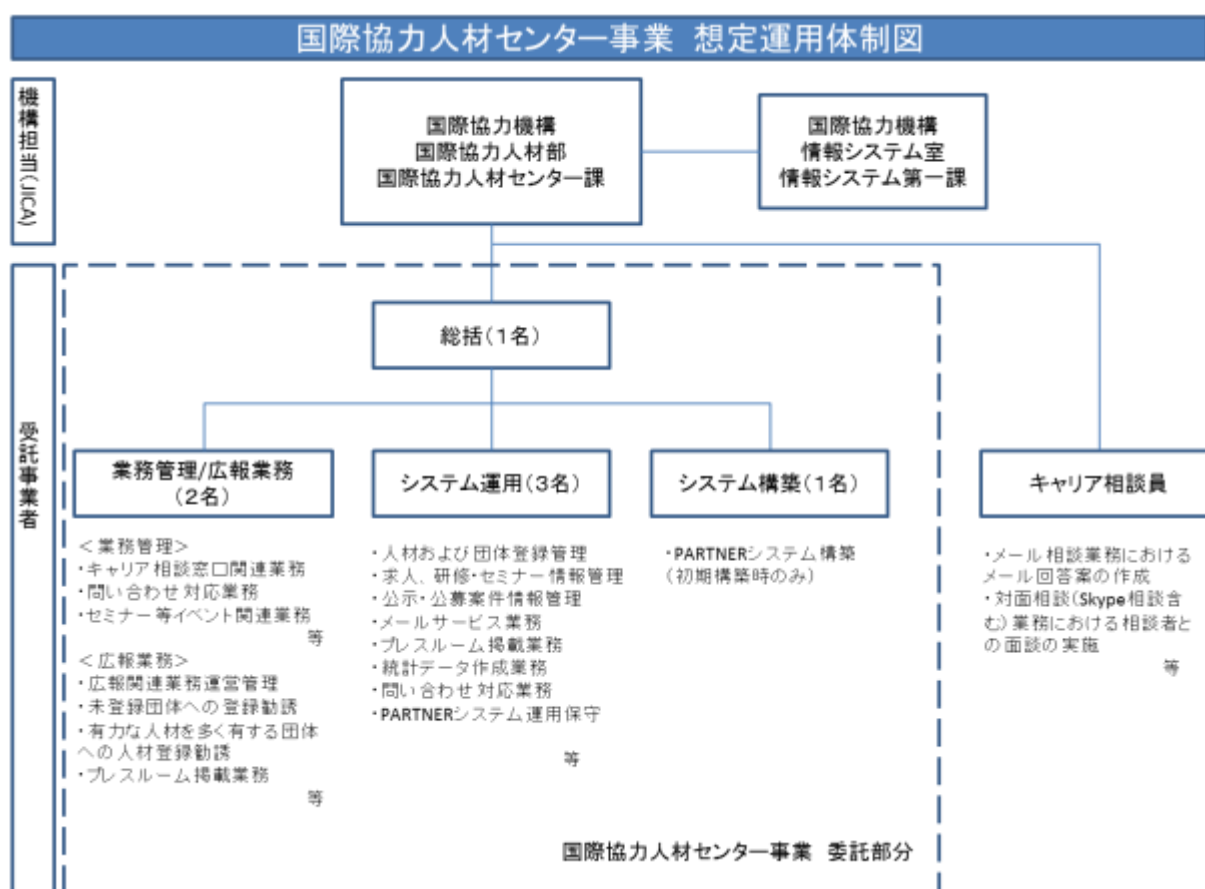 国際協力人材センター事業 想定運用体制図
機構担当(JICA)
国際協力機構
国際協力人材部
国際協力人材センター課
国際協力機構
情報システム室
情報システム第一課
受託事業者
総括(1名)
業務管理/広報業務
(2名)
システム運用(3名)
システム構築(1名)
キャリア相談員
<業務管理>
・キャリア相談窓口関連業務
・問い合わせ対応業務
・セミナー等イベント関連業務
等
<広報業務>
・広報関連業務運営管理
・未登録団体への登録勧誘
・有力な人材を多く有する団体
への人材登録勧誘
・プレスルーム掲載業務
等
・人材および団体登録管理
・求人、研修・セミナー情報管理
・公示・公募案件情報管理
・メールサービス業務
・プレスルーム掲載業務
・統計データ作成業務
・問い合わせ対応業務
・PARTNERシステム運用保守
等
・PARTNERシステム構築
(初期構築時のみ)
・メール相談業務における
メール回答案の作成
・対面相談(Skype相談含
む)業務における相談者と
の面談の実施
等
国際協力人材センター事業 委託部分